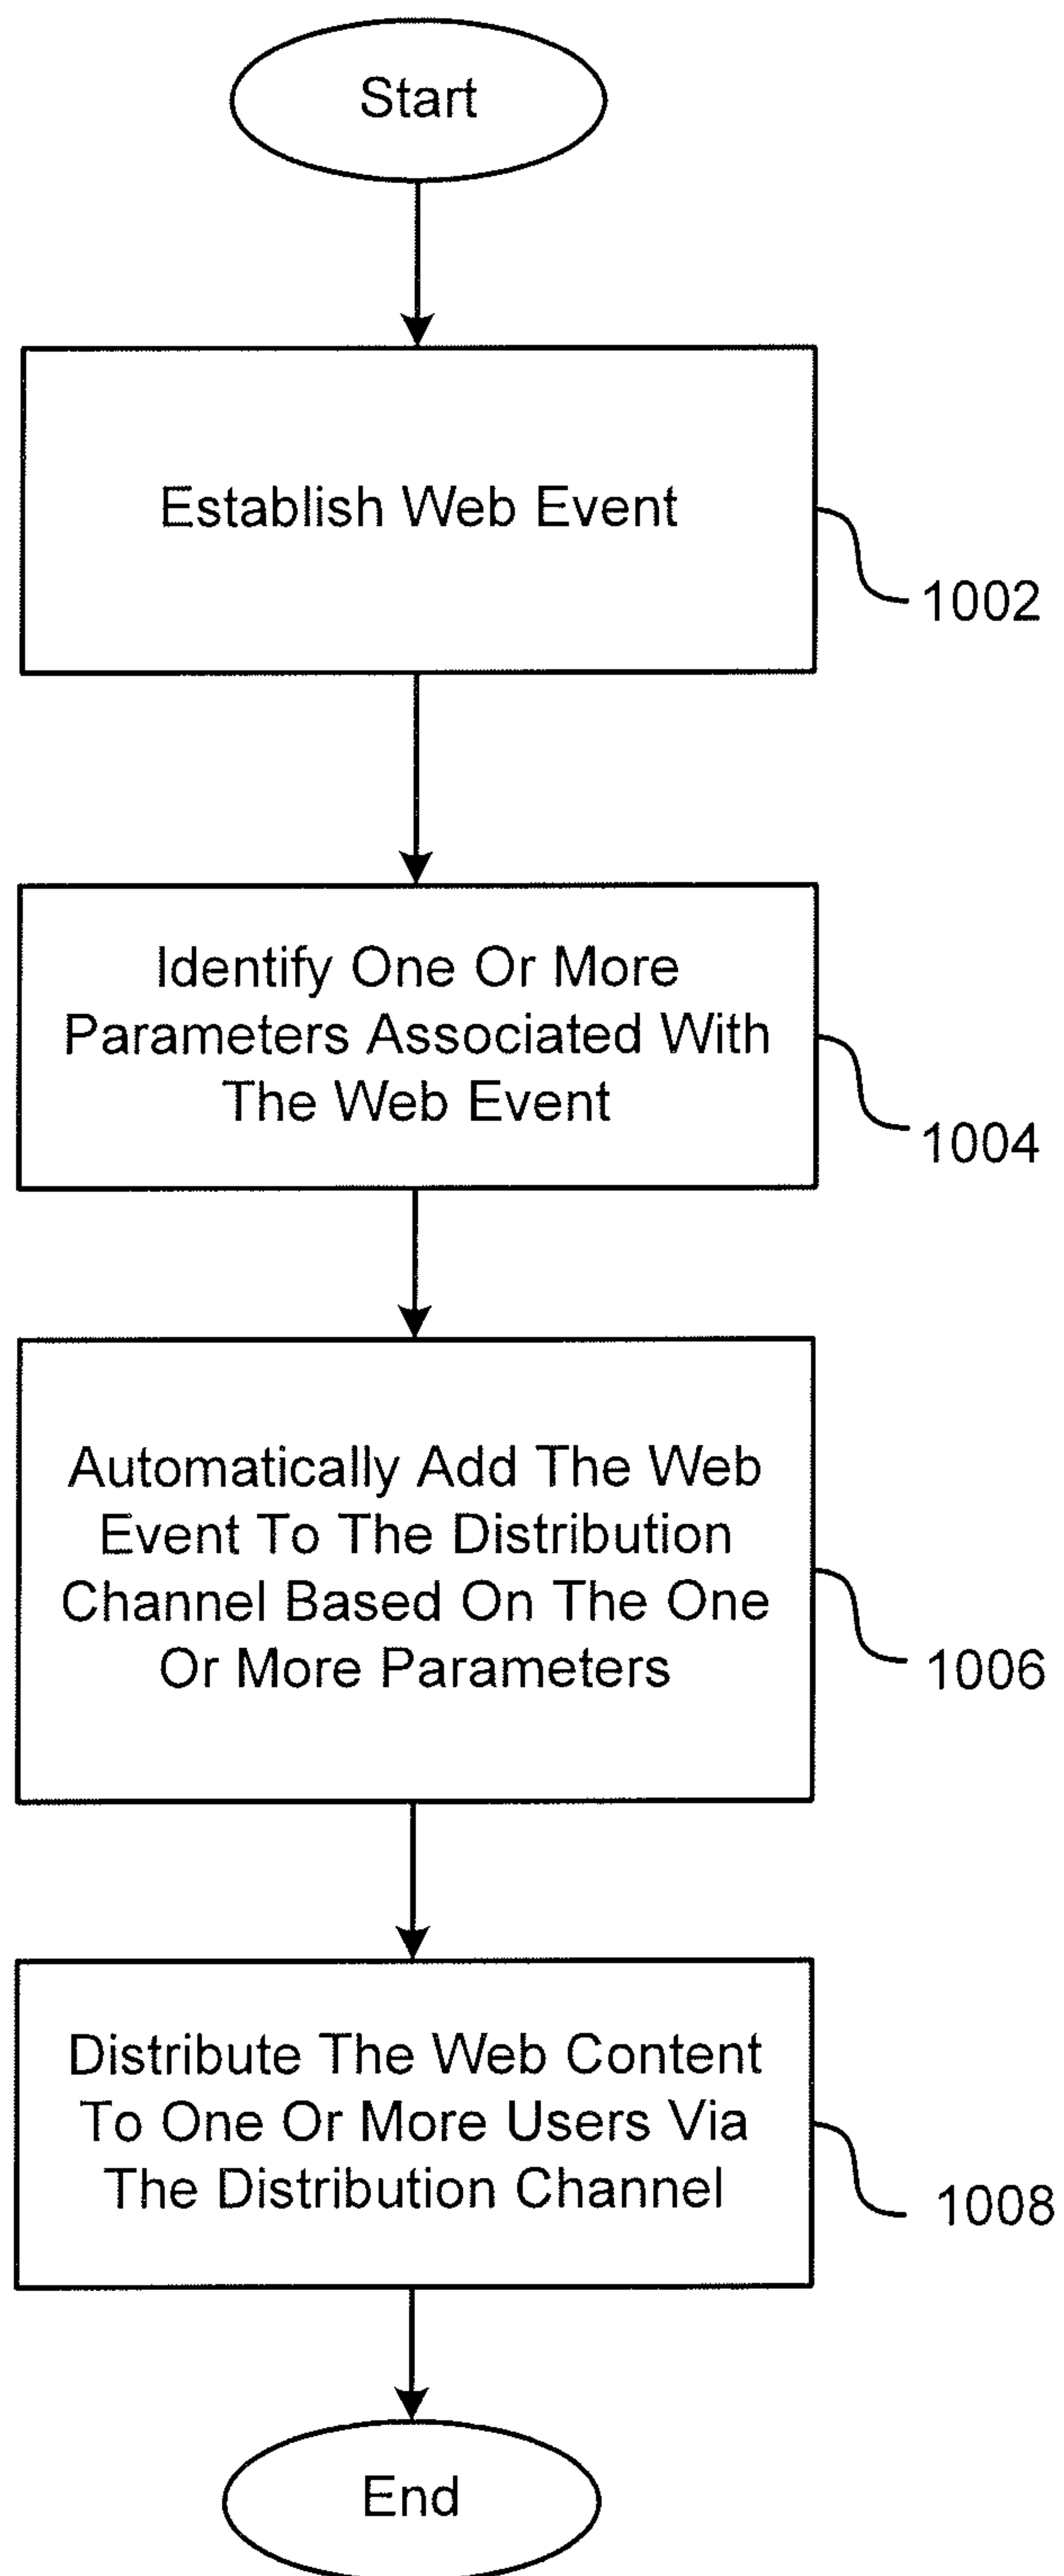 Start
Establish Web Event
1002
Identify One Or More
Parameters Associated With
The Web Event
1004
Automatically Add The Web
Event To The Distribution
Channel Based On The One
Or More Parameters
1006
Distribute The Web Content
To One Or More Users Via
The Distribution Channel
1008
End